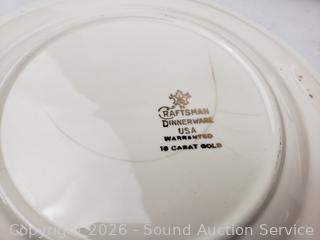 CRAFTSMAN
DINNERWARE
USA
WARRANTED
18 CARAT GOLD
Copyright 2026 - Sound Auction Service